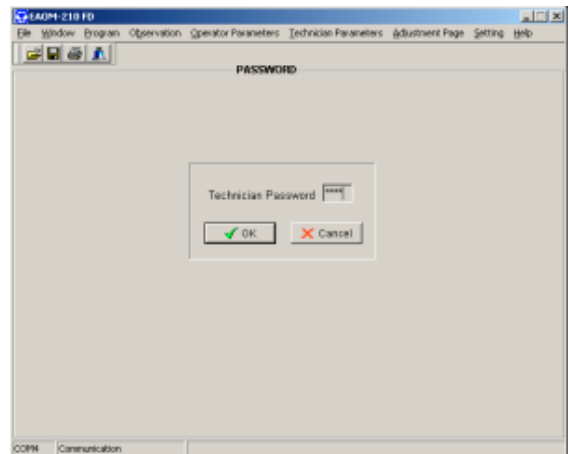 EAOM-210 FD
File Window Program Observation Operator Parameters Technician Parameters Adjustment Page Setting Help
PASSWORD
Technician Password ****
OK Cancel
COM4 Communication